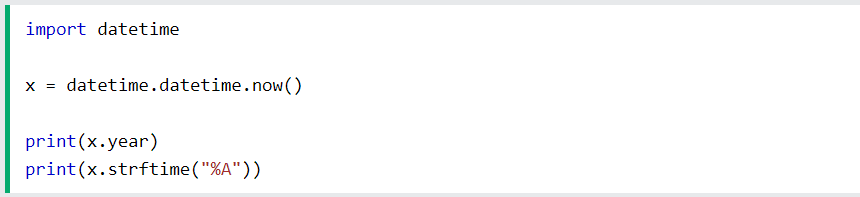 import datetime
x = datetime.datetime.now()
print(x.year)
print(x.strftime("%A"))